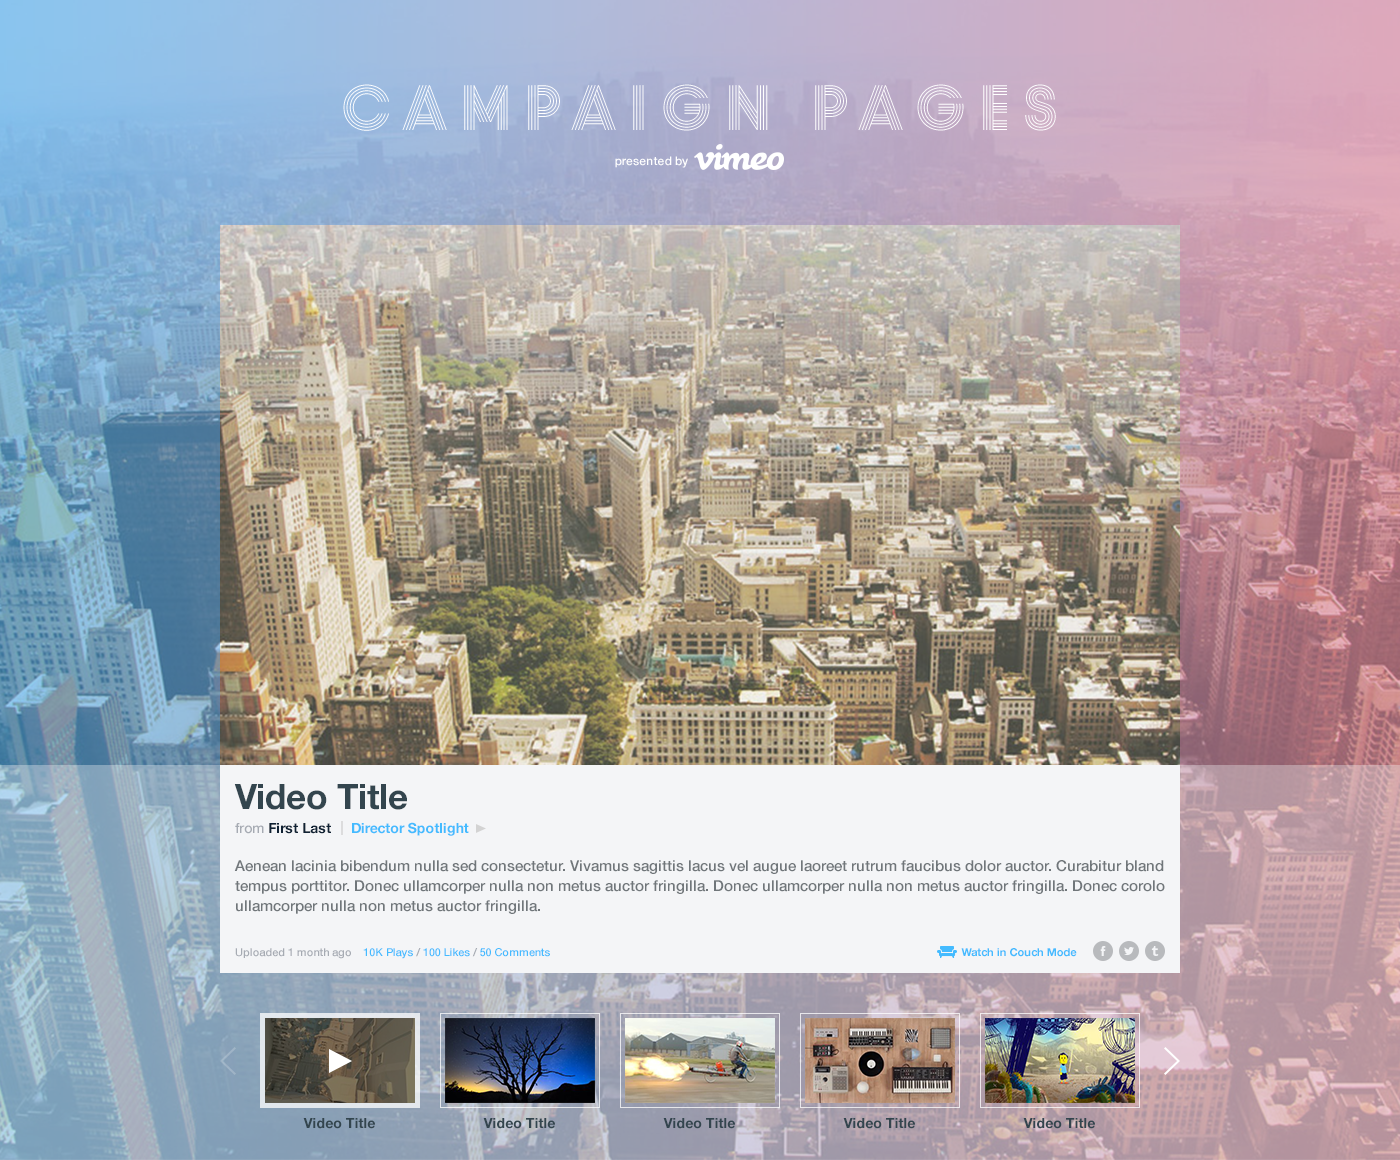 CAMPAIGN PAGES
presented by vimeo
Video Title
from First Last | Director Spotlight
Aenean lacinia bibendum nulla sed consectetur. Vivamus sagittis lacus vel augue laoreet rutrum faucibus dolor auctor. Curabitur bland
tempus porttitor. Donec ullamcorper nulla non metus auctor fringilla. Donec ullamcorper nulla non metus auctor fringilla. Donec corolo
ullamcorper nulla non metus auctor fringilla.
Uploaded 1 month ago 10K Plays / 100 Likes / 50 Comments Watch in Couch Mode f t
Video Title Video Title Video Title Video Title Video Title